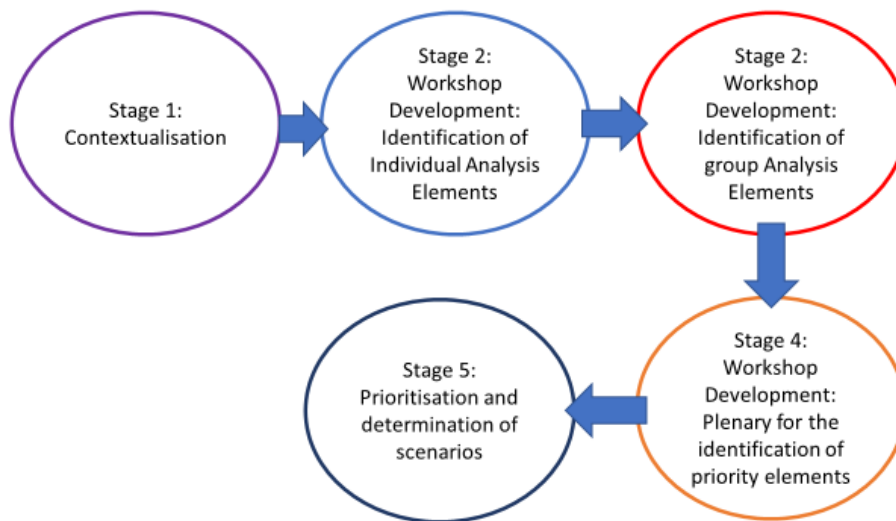 Stage 1:
Contextualisation
Stage 2:
Workshop
Development:
Identification of
Individual Analysis
Elements
Stage 2:
Workshop
Development:
Identification of
group Analysis
Elements
Stage 4:
Workshop
Development:
Plenary for the
identification of
priority elements
Stage 5:
Prioritisation and
determination of
scenarios